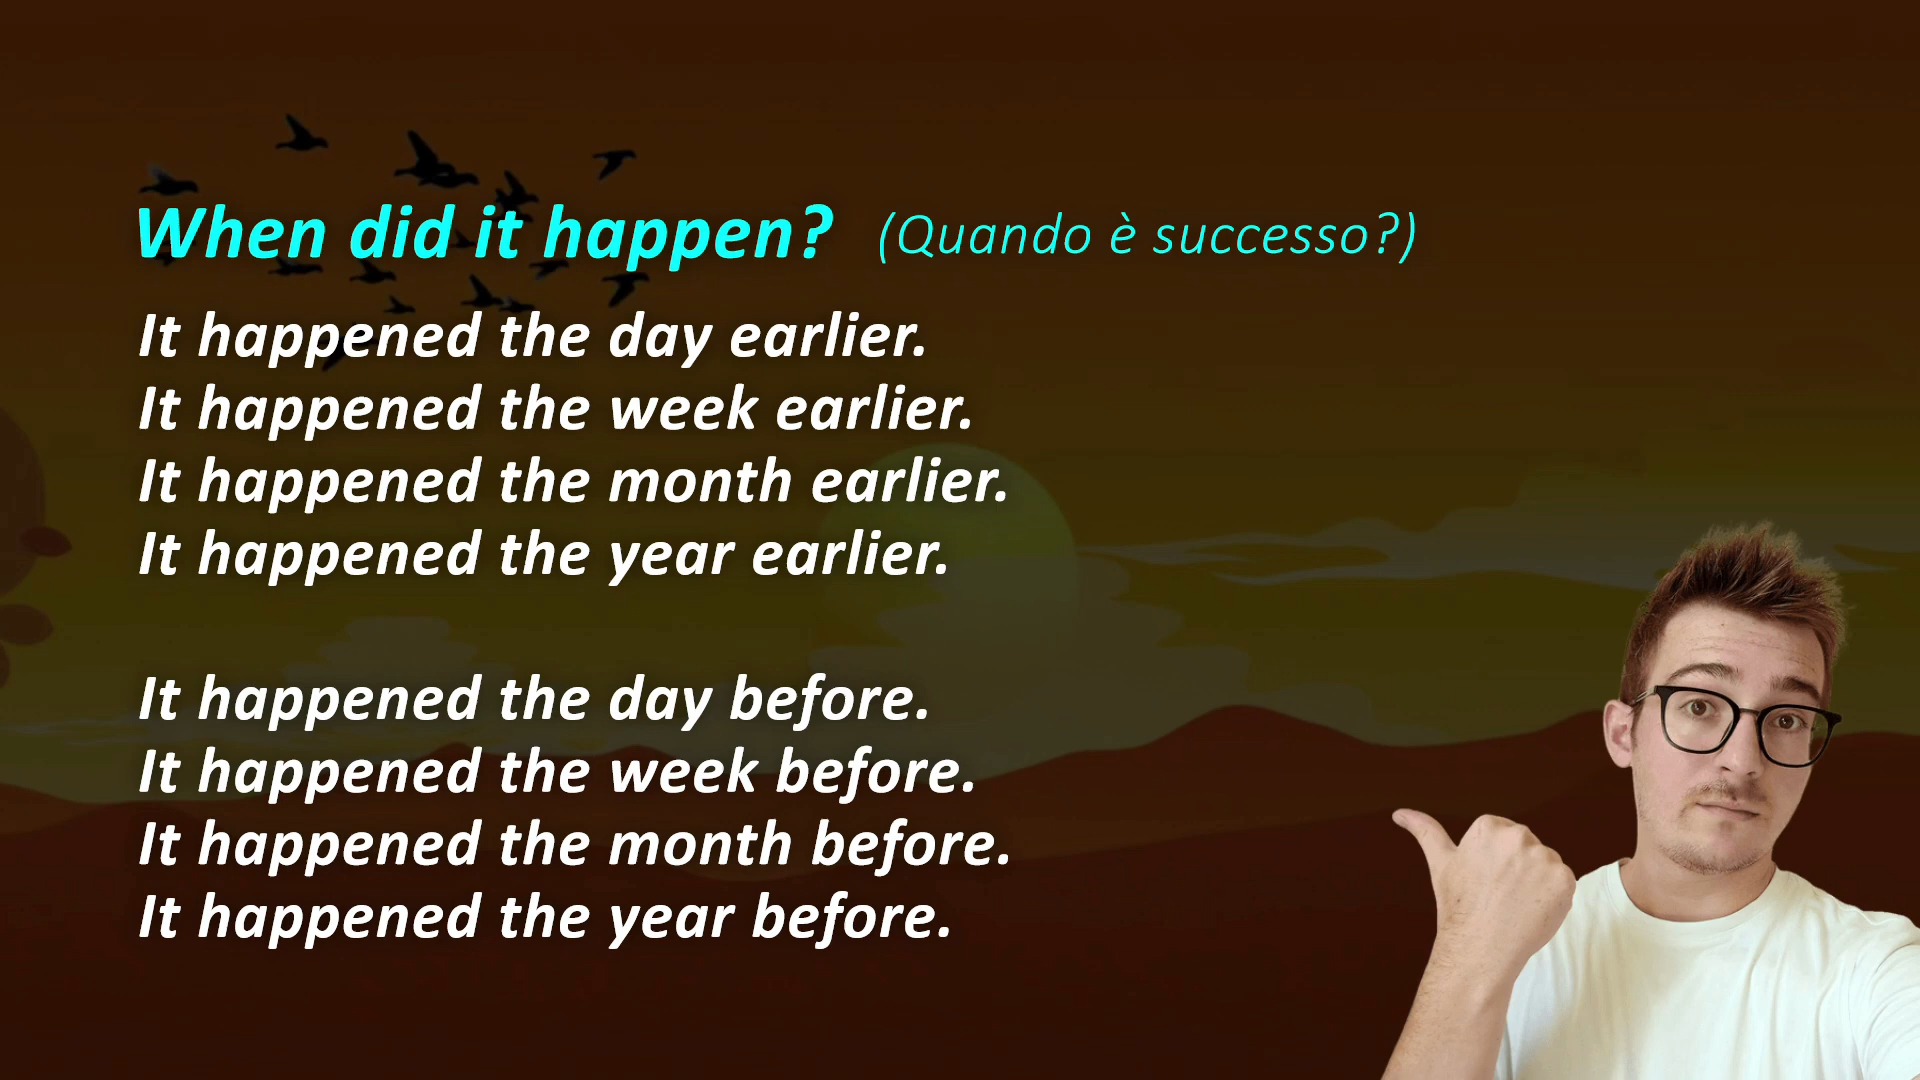 When did it happen? (Quando è successo?)
It happened the day earlier.
It happened the week earlier.
It happened the month earlier.
It happened the year earlier.
It happened the day before.
It happened the week before.
It happened the month before.
It happened the year before.